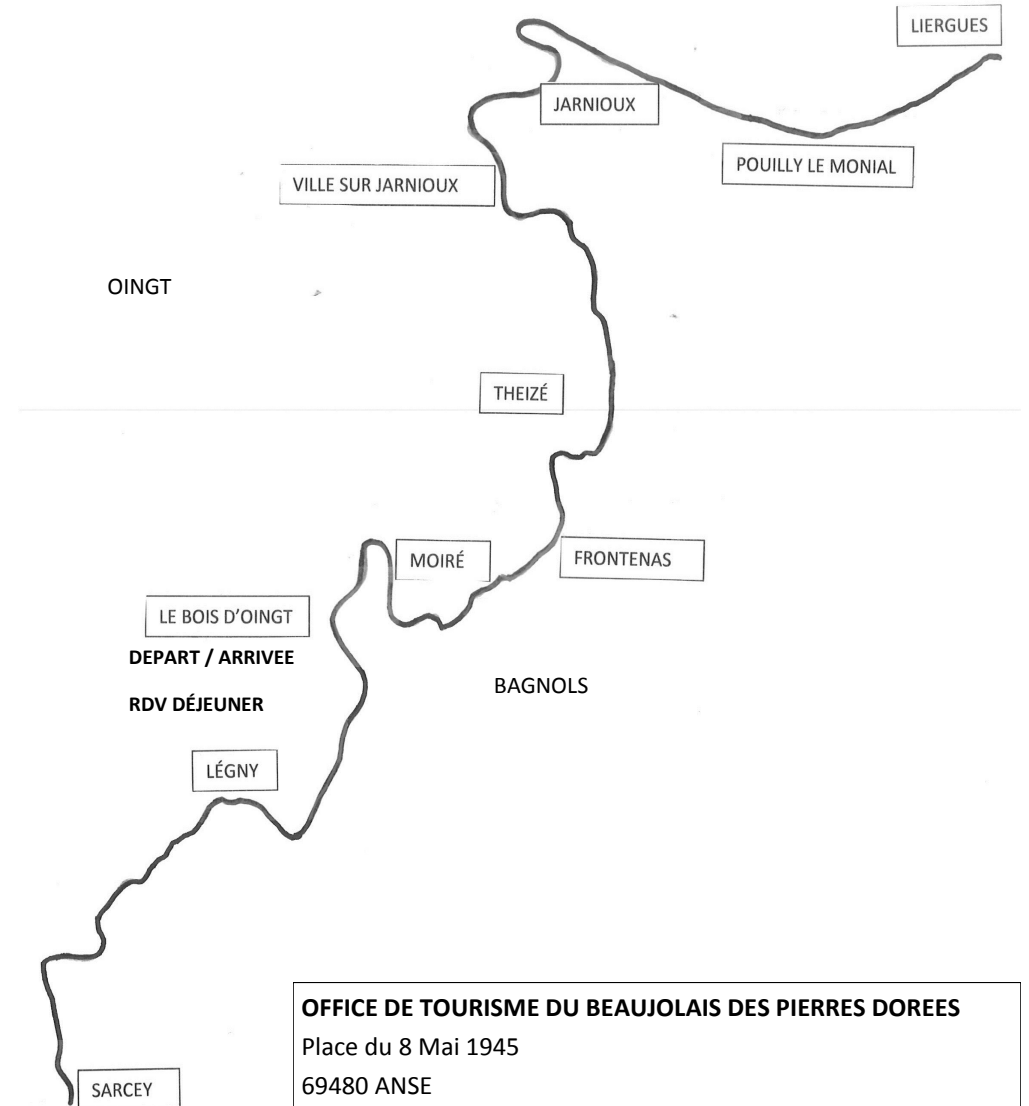 LIERGUES
JARNIOUX
POUILLY LE MONIAL
VILLE SUR JARNIOUX
OINGT
THEIZÉ
MOIRÉ
FRONTENAS
LE BOIS D'OINGT
DEPART / ARRIVEE
BAGNOLS
RDV DÉJEUNER
LÉGNY
OFFICE DE TOURISME DU BEAUJOLAIS DES PIERRES DOREES
Place du 8 Mai 1945
69480 ANSE
SARCEY